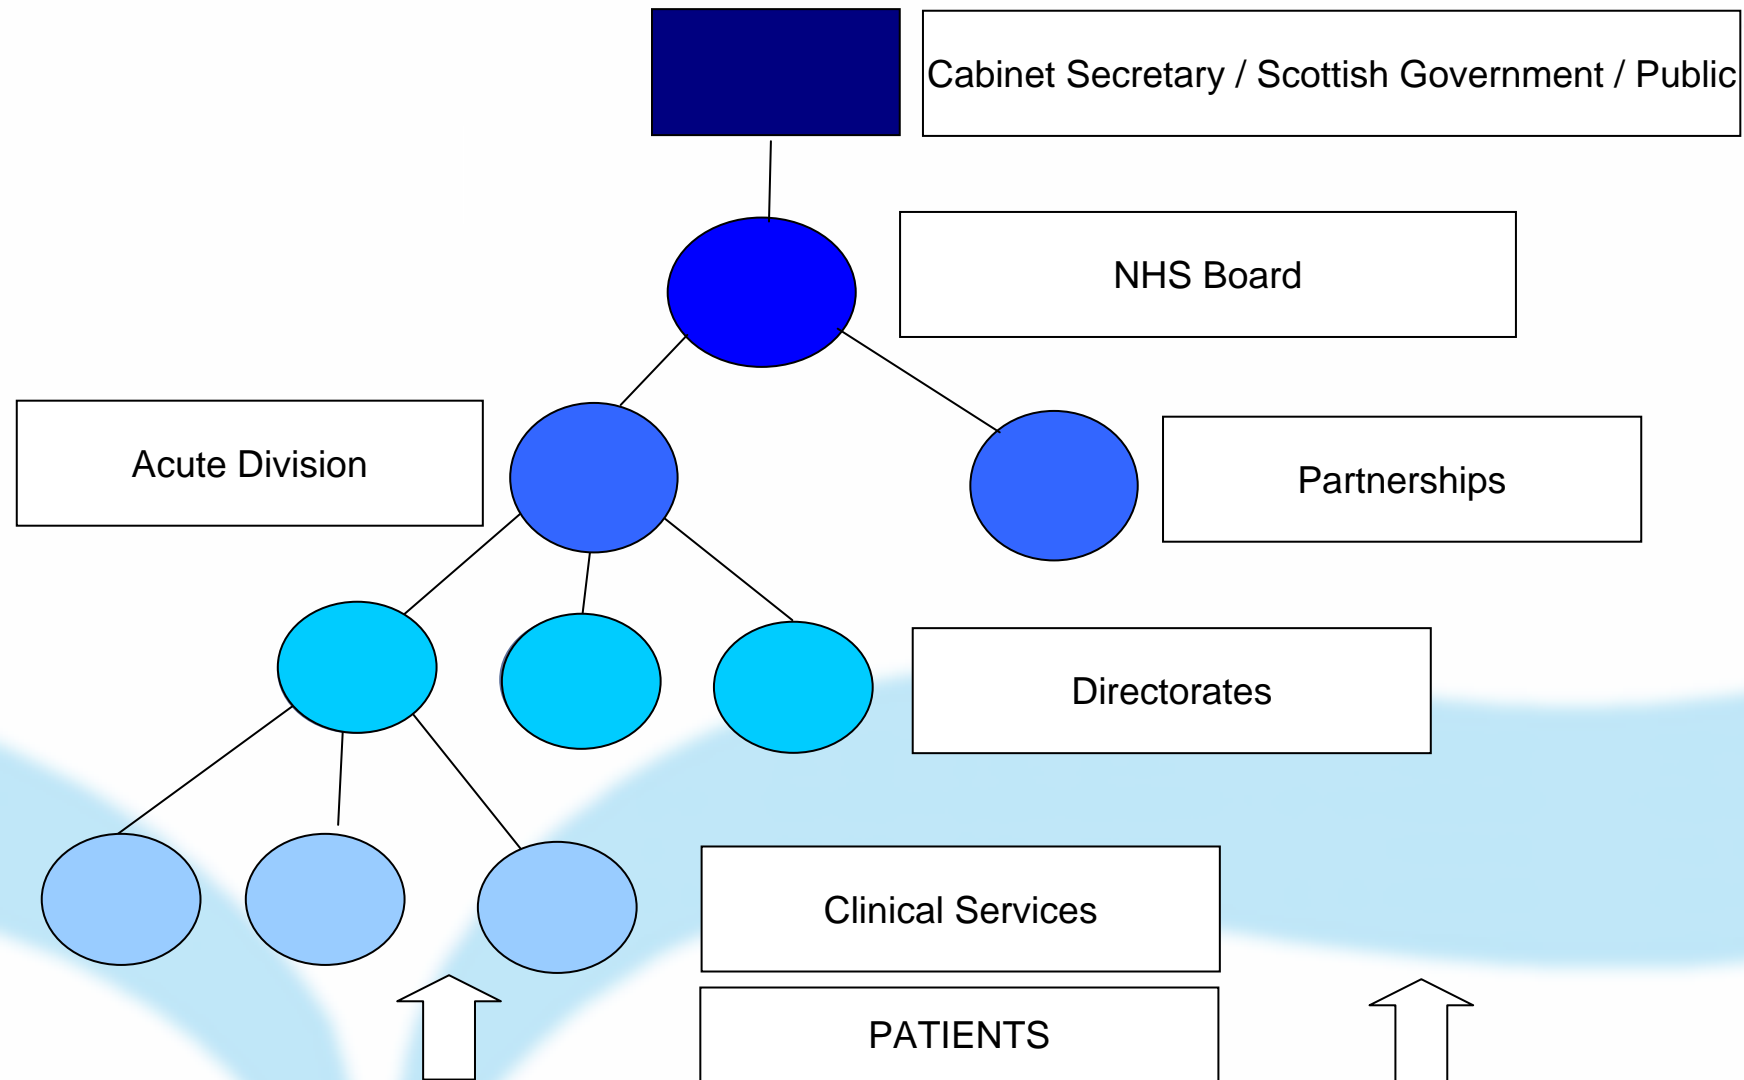 Cabinet Secretary / Scottish Government / Public
NHS Board
Acute Division
Partnerships
Directorates
Clinical Services
PATIENTS